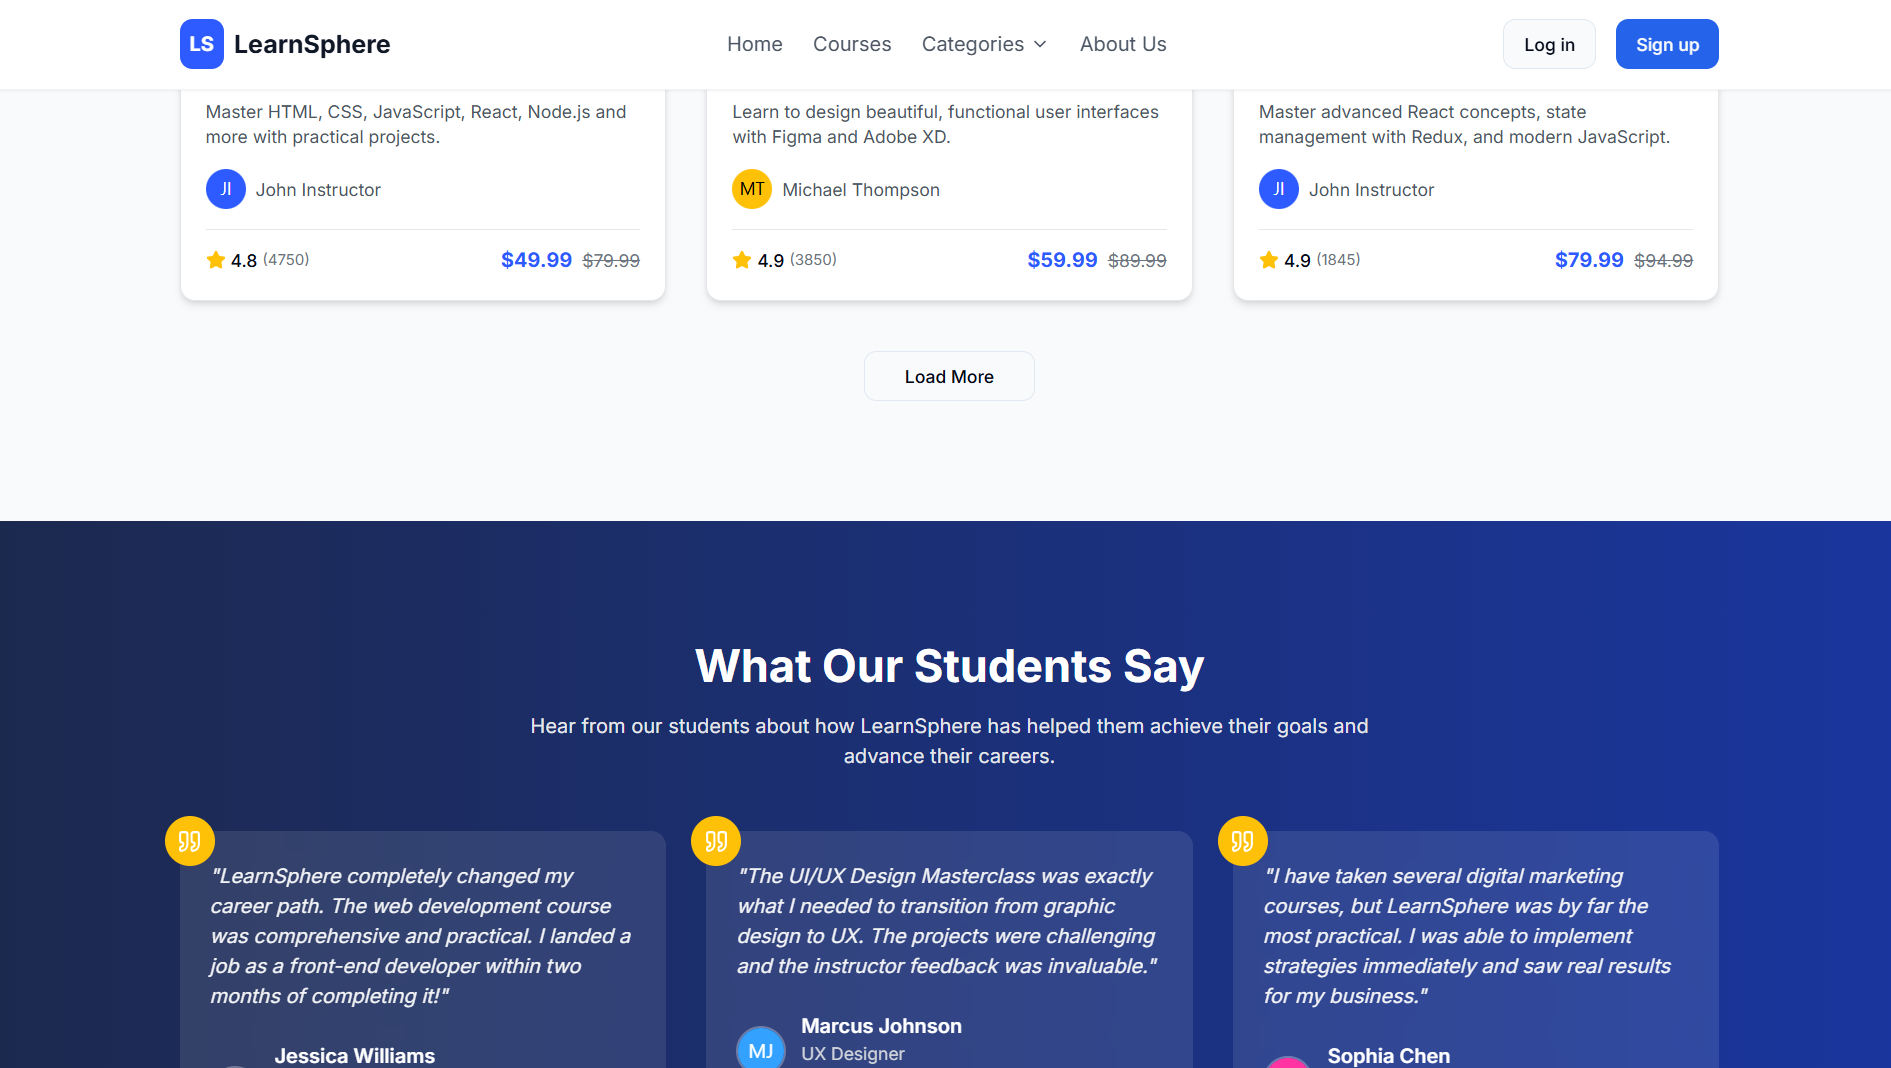 LS LearnSphere Home Courses Categories About Us Log in Sign up
Master HTML, CSS, JavaScript, React, Node.js and
more with practical projects.
JI John Instructor
4.8 (4750) $49.99 $79.99
Learn to design beautiful, functional user interfaces
with Figma and Adobe XD.
MT Michael Thompson
4.9 (3850) $59.99 $89.99
Master advanced React concepts, state
management with Redux, and modern JavaScript.
JI John Instructor
4.9 (1845) $79.99 $94.99
Load More
What Our Students Say
Hear from our students about how LearnSphere has helped them achieve their goals and
advance their careers.
"LearnSphere completely changed my
career path. The web development course
was comprehensive and practical. I landed a
job as a front-end developer within two
months of completing it!"
Jessica Williams
"The UI/UX Design Masterclass was exactly
what I needed to transition from graphic
design to UX. The projects were challenging
and the instructor feedback was invaluable."
MJ Marcus Johnson
UX Designer
"I have taken several digital marketing
courses, but LearnSphere was by far the
most practical. I was able to implement
strategies immediately and saw real results
for my business."
Sophia Chen